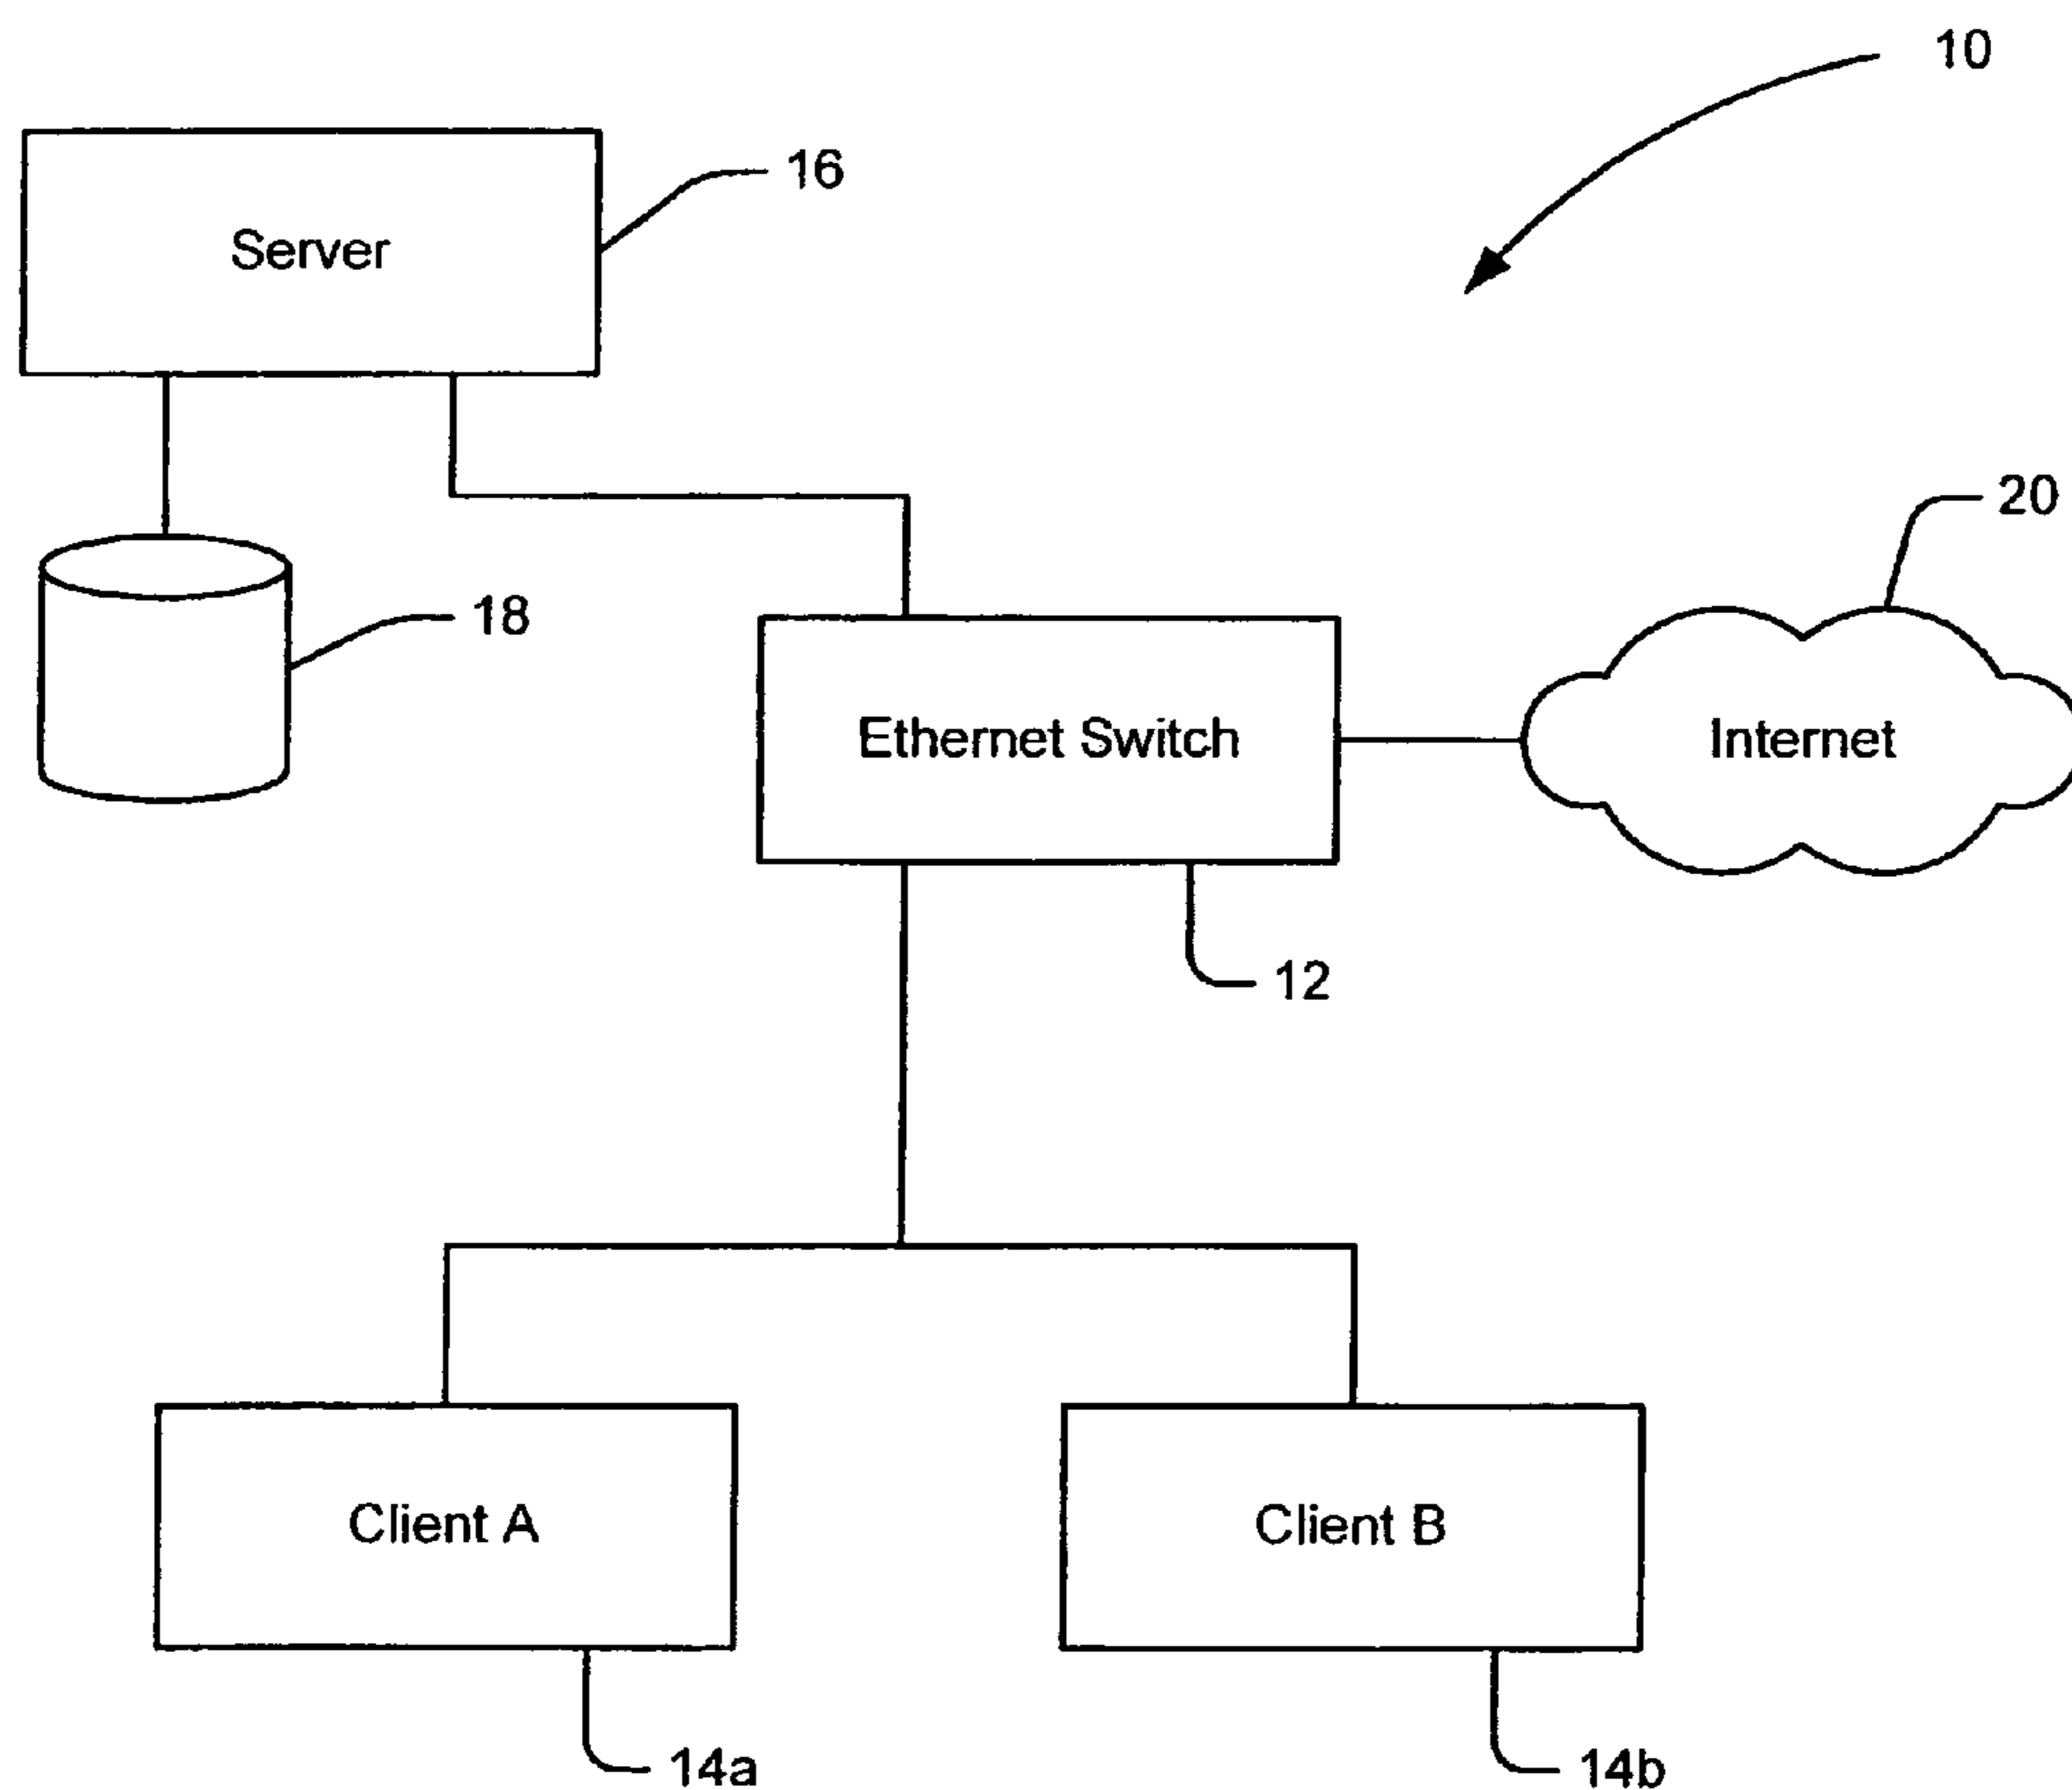 10
16
Server
20
18
Ethernet Switch
Internet
12
Client A
Client B
14a
14b